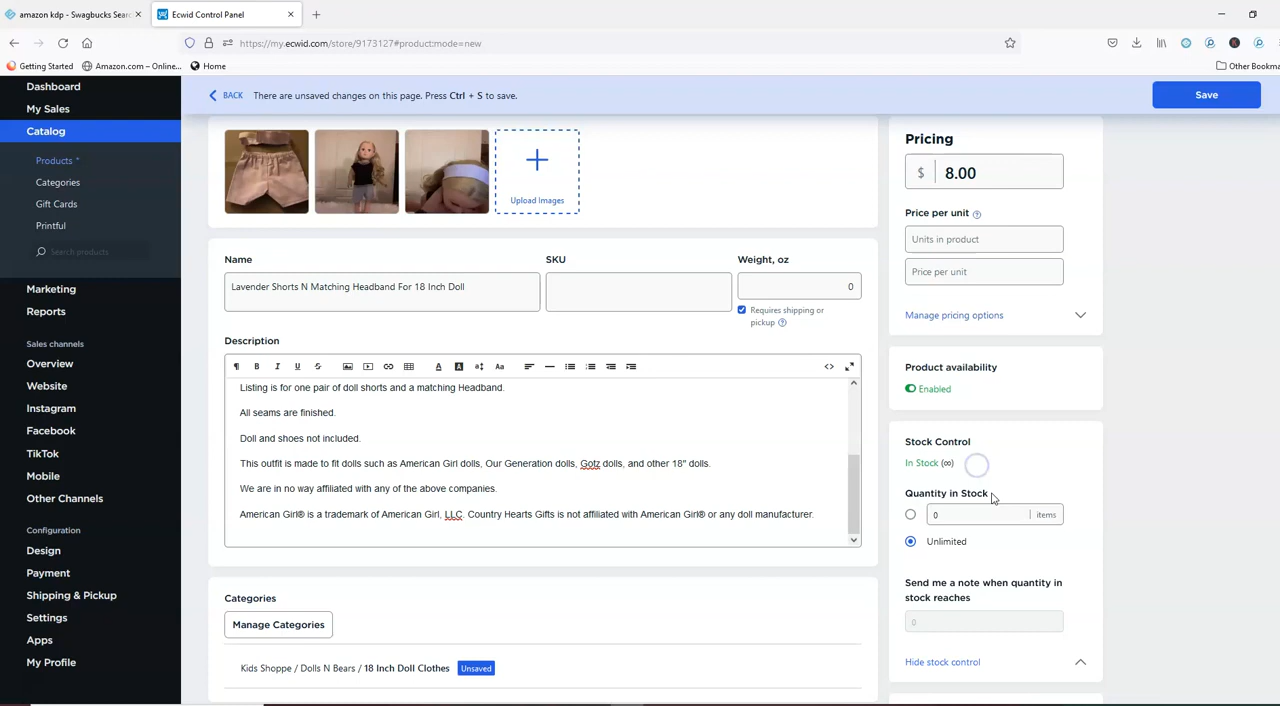 amazon kdp - Swagbucks Sear
Ecwid Control Panel
https://my.ecwid.com/store/9173127#product:mode=new
Getting Started
Amazon.com – Online...
Home
Other Bookma
Dashboard
My Sales
Catalog
Products *
Categories
Gift Cards
Printful
Search products
Marketing
Reports
Sales channels
Overview
Website
Instagram
Facebook
TikTok
Mobile
Other Channels
Configuration
Design
Payment
Shipping & Pickup
Settings
Apps
My Profile
BACK
There are unsaved changes on this page. Press Ctrl + S to save.
Save
Upload Images
Name
SKU
Weight, oz
Lavender Shorts N Matching Headband For 18 Inch Doll
0
Requires shipping or
pickup
Description
Listing is for one pair of doll shorts and a matching Headband.
All seams are finished.
Doll and shoes not included.
This outfit is made to fit dolls such as American Girl dolls, Our Generation dolls, Gotz dolls, and other 18" dolls.
We are in no way affiliated with any of the above companies.
American Girl is a trademark of American Girl, LLC. Country Hearts Gifts is not affiliated with American Girl® or any doll manufacturer.
Categories
Manage Categories
Kids Shoppe / Dolls N Bears / 18 Inch Doll Clothes
Unsaved
Pricing
$ 8.00
Price per unit
Units in product
Price per unit
Manage pricing options
Product availability
Enabled
Stock Control
In Stock (∞)
Quantity in Stock
0 items
Unlimited
Send me a note when quantity in
stock reaches
0
Hide stock control